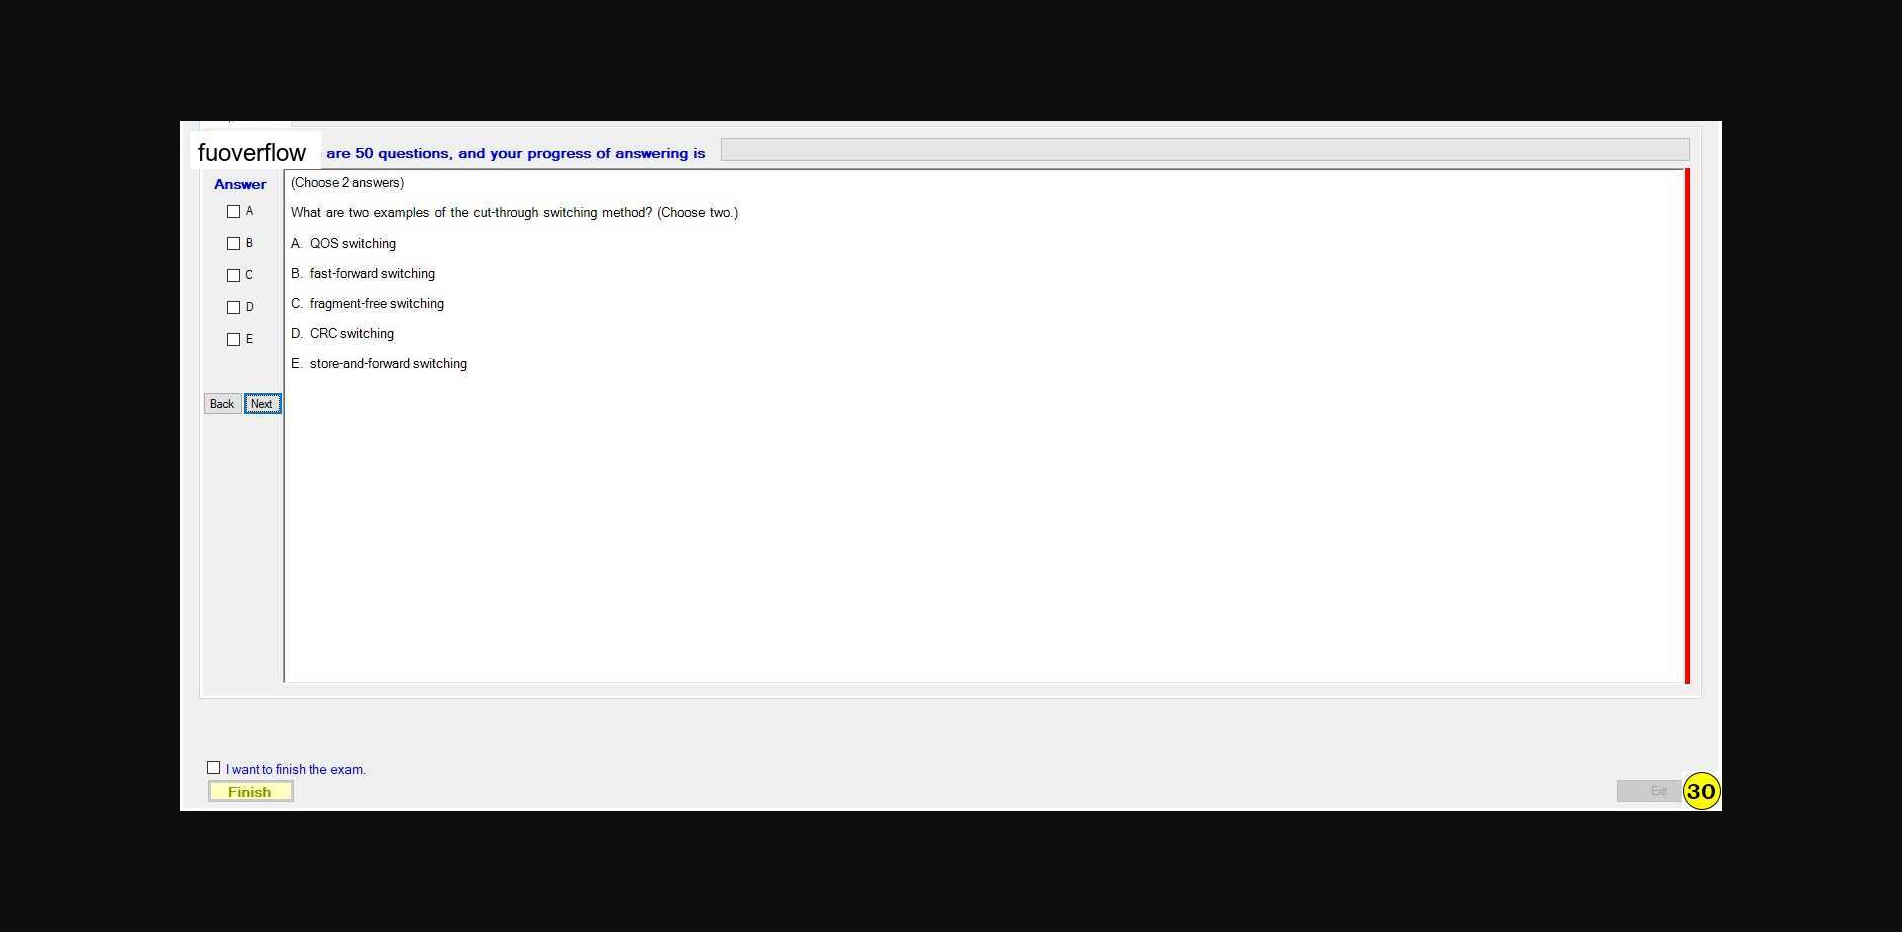 fuoverflow are 50 questions, and your progress of answering is
Answer
(Choose 2 answers)
A
What are two examples of the cut-through switching method? (Choose two.)
B
A. QOS switching
C
B. fast-forward switching
D
C. fragment-free switching
E
D. CRC switching
E. store-and-forward switching
Back Next
I want to finish the exam.
Finish
Exit
30